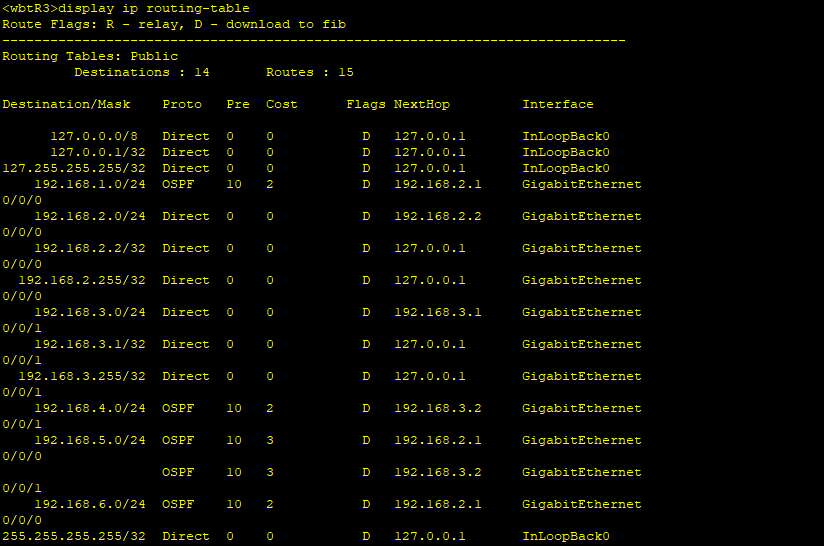 <wbtR3>display ip routing-table
Route Flags: R - relay, D - download to fib
------------------------------------------------------------------------------
Routing Tables: Public
         Destinations : 14       Routes : 15

Destination/Mask    Proto   Pre  Cost      Flags NextHop         Interface

      127.0.0.0/8   Direct  0    0           D   127.0.0.1       InLoopBack0
      127.0.0.1/32  Direct  0    0           D   127.0.0.1       InLoopBack0
127.255.255.255/32  Direct  0    0           D   127.0.0.1       InLoopBack0
    192.168.1.0/24  OSPF    10   2           D   192.168.2.1     GigabitEthernet
0/0/0
    192.168.2.0/24  Direct  0    0           D   192.168.2.2     GigabitEthernet
0/0/0
    192.168.2.2/32  Direct  0    0           D   127.0.0.1       GigabitEthernet
0/0/0
  192.168.2.255/32  Direct  0    0           D   127.0.0.1       GigabitEthernet
0/0/0
    192.168.3.0/24  Direct  0    0           D   192.168.3.1     GigabitEthernet
0/0/1
    192.168.3.1/32  Direct  0    0           D   127.0.0.1       GigabitEthernet
0/0/1
  192.168.3.255/32  Direct  0    0           D   127.0.0.1       GigabitEthernet
0/0/1
    192.168.4.0/24  OSPF    10   2           D   192.168.3.2     GigabitEthernet
0/0/1
    192.168.5.0/24  OSPF    10   3           D   192.168.2.1     GigabitEthernet
0/0/0
                    OSPF    10   3           D   192.168.3.2     GigabitEthernet
0/0/1
    192.168.6.0/24  OSPF    10   2           D   192.168.2.1     GigabitEthernet
0/0/0
255.255.255.255/32  Direct  0    0           D   127.0.0.1       InLoopBack0